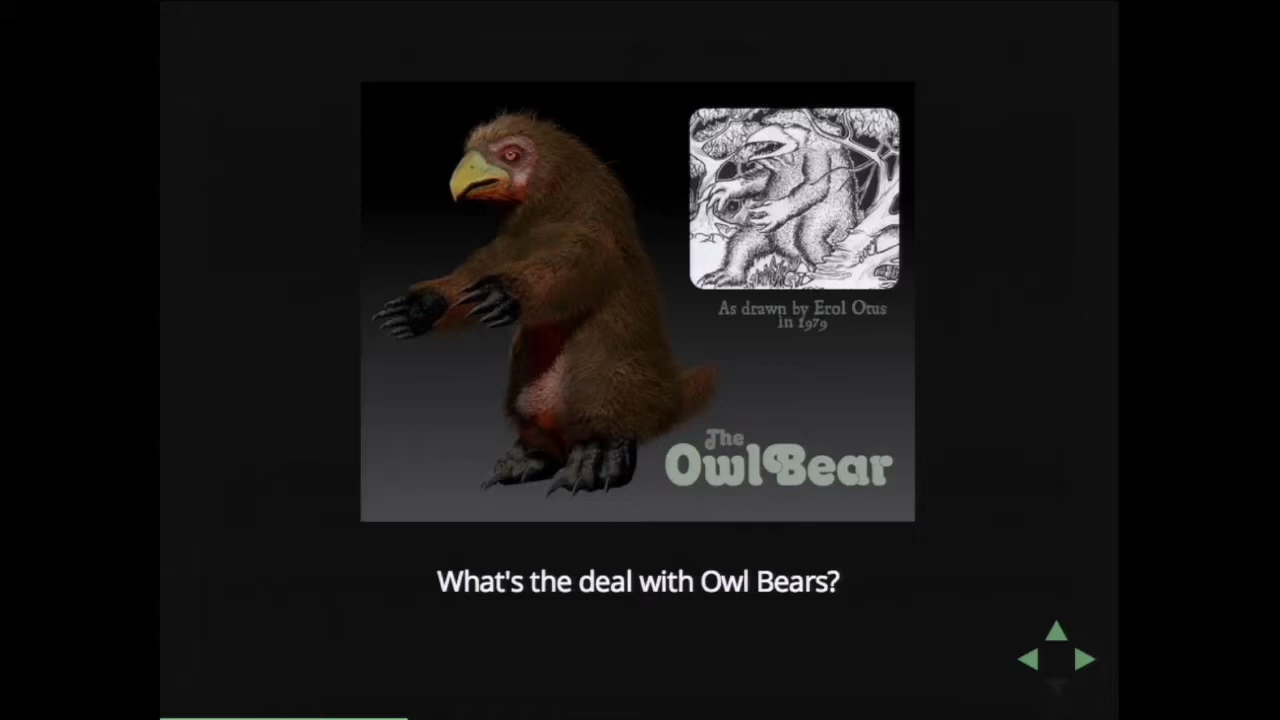 As drawn by Erol Otus
in 1979
The
OwlBear
What's the deal with Owl Bears?